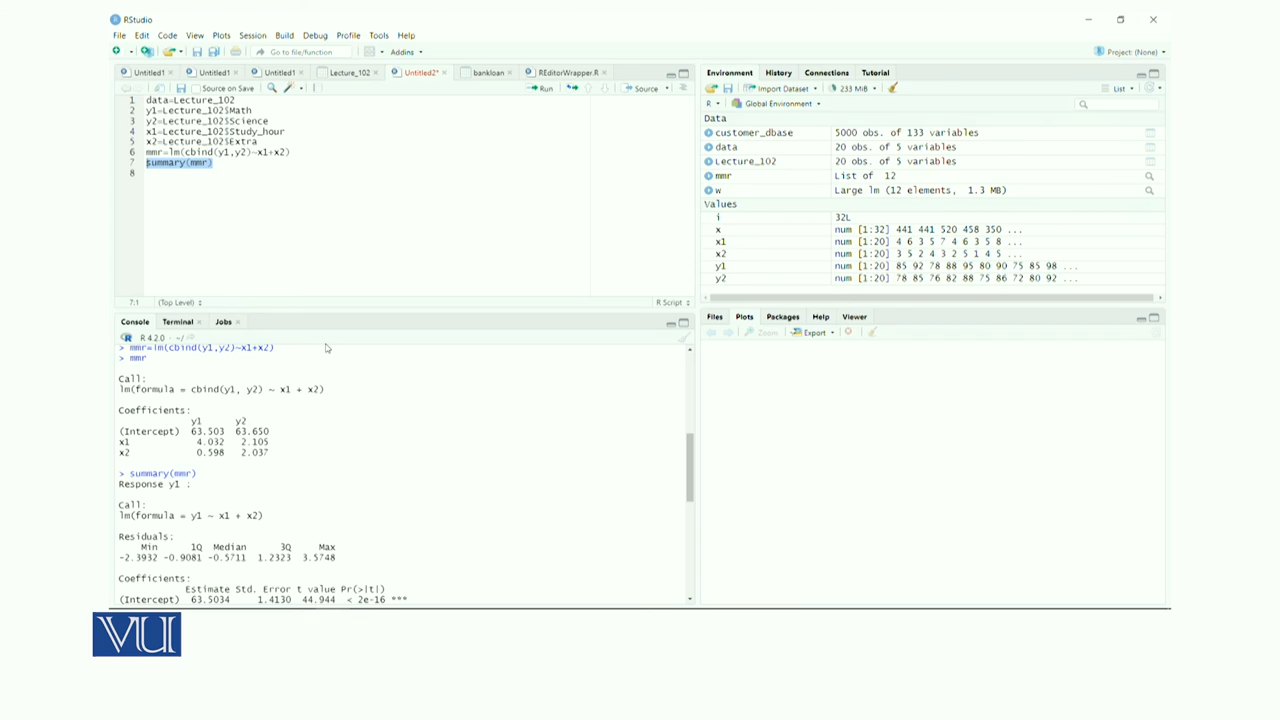 RStudio
File Edit Code View Plots Session Build Debug Profile Tools Help
Go to file/function Addins Project: (None)
Untitled1 Untitled1 Untitled1 Lecture_102 Untitled2* bankloan REditorWrapper.R
Source on Save Run Source
1 data=Lecture_102
2 y1=Lecture_102$Math
3 y2=Lecture_102$Science
4 x1=Lecture_102$Study_hour
5 x2=Lecture_102$Extra
6 mmr=lm(cbind(y1,y2)~x1+x2)
7 summary(mmr)
8
7:1 (Top Level) R Script
Console Terminal Jobs
R 4.2.0 · ~/
> mmr=lm(cbind(y1,y2)~x1+x2)
> mmr
Call:
lm(formula = cbind(y1, y2) ~ x1 + x2)
Coefficients:
y1 y2
(Intercept) 63.503 63.650
x1 4.032 2.105
x2 0.598 2.037
> summary(mmr)
Response y1 :
Call:
lm(formula = y1 ~ x1 + x2)
Residuals:
Min 1Q Median 3Q Max
-2.3932 -0.9081 -0.5711 1.2323 3.5748
Coefficients:
Estimate Std. Error t value Pr(>|t|)
(Intercept) 63.5034 1.4130 44.944 < 2e-16 ***
Environment History Connections Tutorial
Import Dataset 233 MiB List
R Global Environment
Data
customer_dbase 5000 obs. of 133 variables
data 20 obs. of 5 variables
Lecture_102 20 obs. of 5 variables
mmr List of 12
w Large lm (12 elements, 1.3 MB)
Values
i 32L
x num [1:32] 441 441 520 458 350 ...
x1 num [1:20] 4 6 3 5 7 4 6 3 5 8 ...
x2 num [1:20] 3 5 2 4 3 2 5 1 4 5 ...
y1 num [1:20] 85 92 78 88 95 80 90 75 85 98 ...
y2 num [1:20] 78 85 76 82 88 75 86 72 80 92 ...
Files Plots Packages Help Viewer
Zoom Export
VU